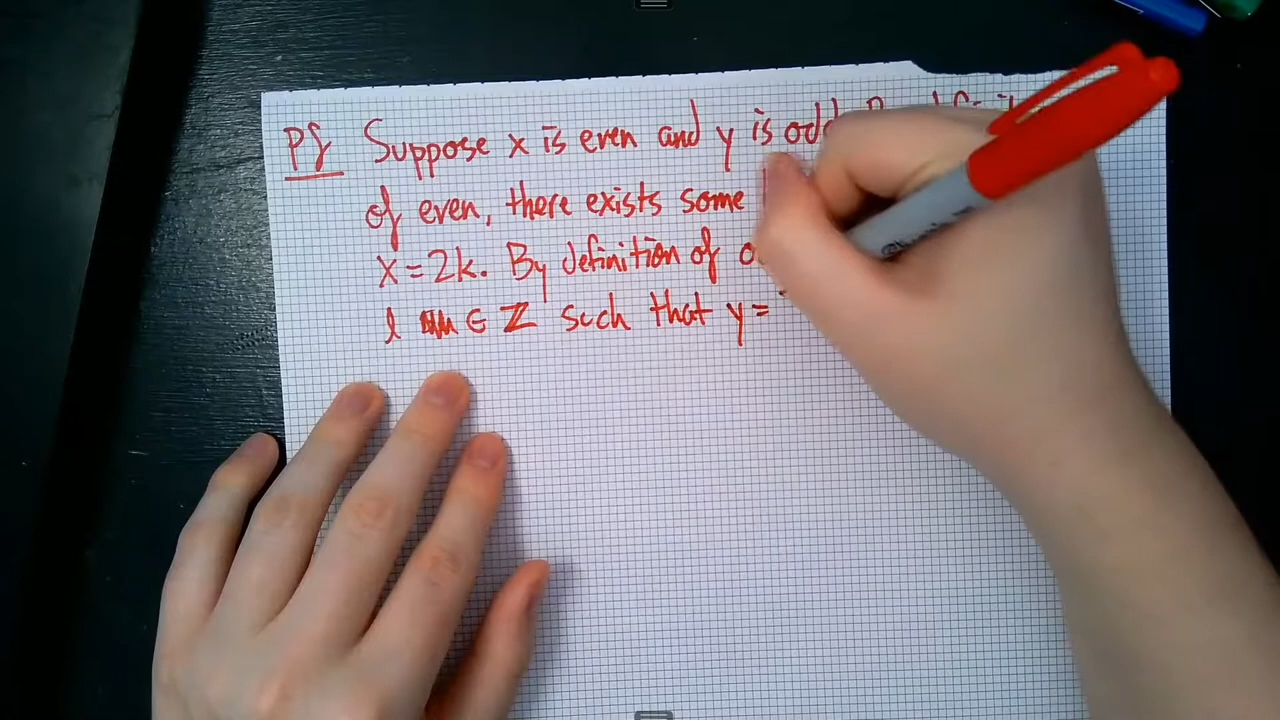 Pf Suppose x is even and y is odd
of even, there exists some
x = 2k. By definition of
l ∈ ℤ such that y =